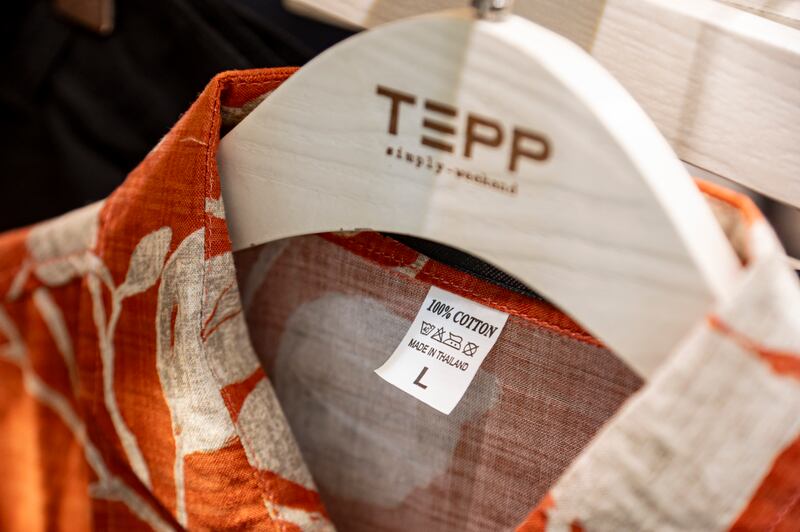 TEPP
simply-weekend
100% COTTON
MADE IN THAILAND
L